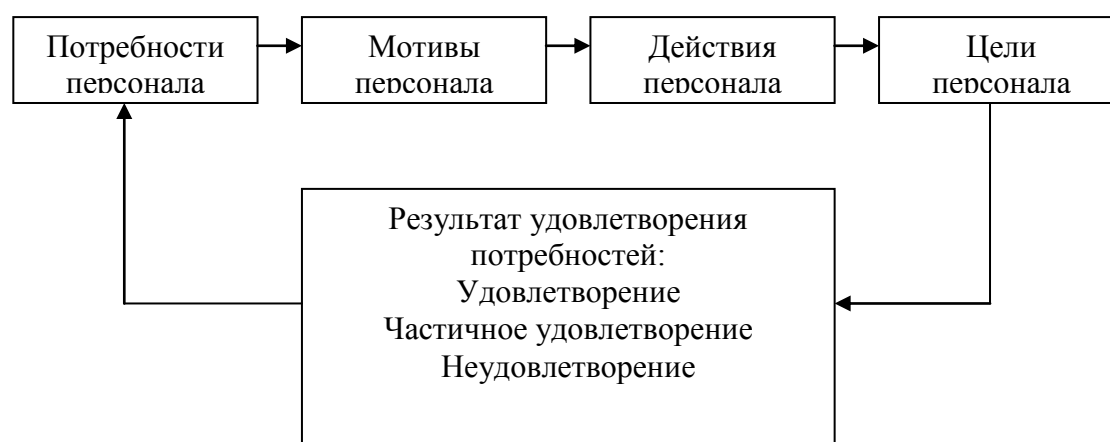 Потребности
персонала
Мотивы
персонала
Действия
персонала
Цели
персонала
Результат удовлетворения
потребностей:
Удовлетворение
Частичное удовлетворение
Неудовлетворение